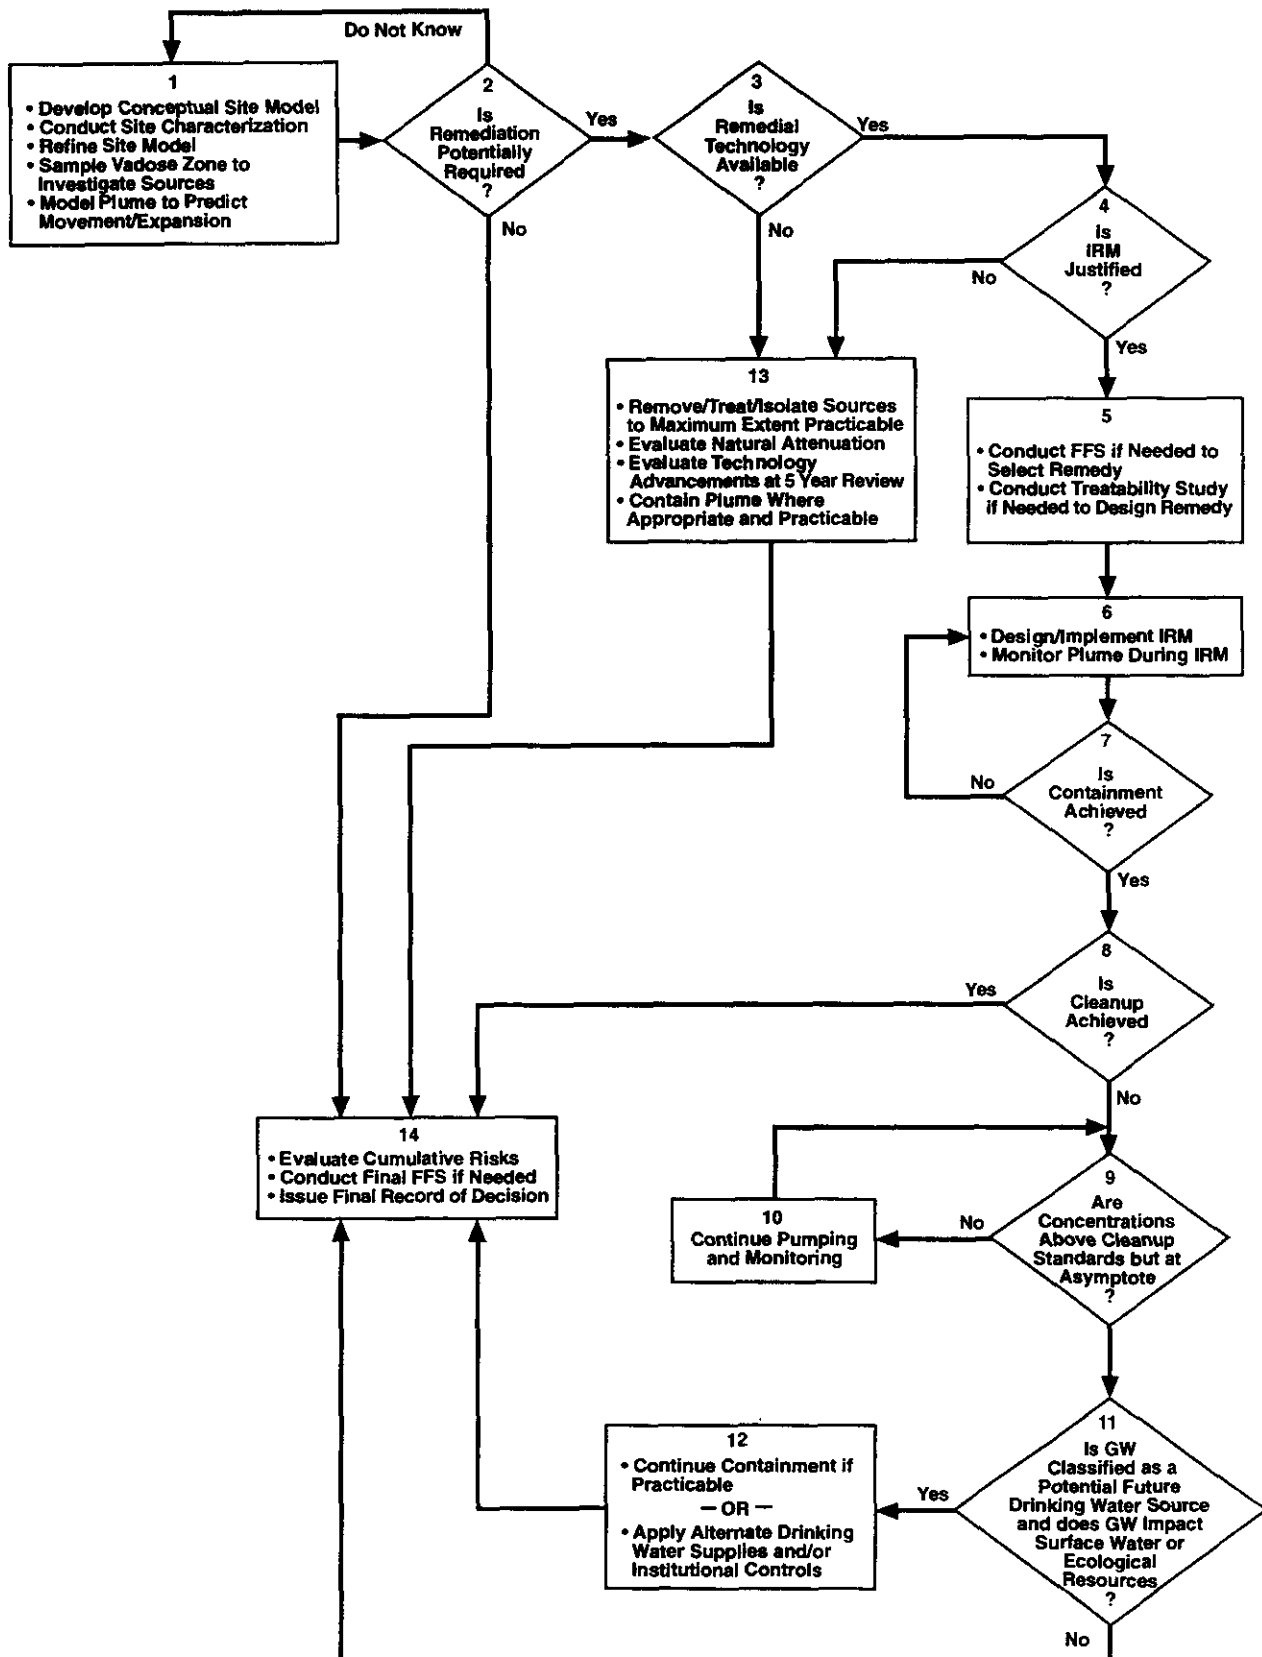 Do Not Know
1
• Develop Conceptual Site Model
• Conduct Site Characterization
• Refine Site Model
• Sample Vadose Zone to
Investigate Sources
• Model Plume to Predict
Movement/Expansion
2
Is
Remediation
Potentially
Required
?
Yes
No
3
Is
Remedial
Technology
Available
?
Yes
No
4
Is
IRM
Justified
?
No
Yes
13
• Remove/Treat/Isolate Sources
to Maximum Extent Practicable
• Evaluate Natural Attenuation
• Evaluate Technology
Advancements at 5 Year Review
• Contain Plume Where
Appropriate and Practicable
5
• Conduct FFS if Needed to
Select Remedy
• Conduct Treatability Study
if Needed to Design Remedy
6
• Design/Implement IRM
• Monitor Plume During IRM
7
Is
Containment
Achieved
?
No
Yes
8
Is
Cleanup
Achieved
?
Yes
No
14
• Evaluate Cumulative Risks
• Conduct Final FFS if Needed
• Issue Final Record of Decision
9
Are
Concentrations
Above Cleanup
Standards but at
Asymptote
?
No
10
Continue Pumping
and Monitoring
11
Is GW
Classified as a
Potential Future
Drinking Water Source
and does GW Impact
Surface Water or
Ecological
Resources
?
Yes
No
12
• Continue Containment if
Practicable
— OR —
• Apply Alternate Drinking
Water Supplies and/or
Institutional Controls